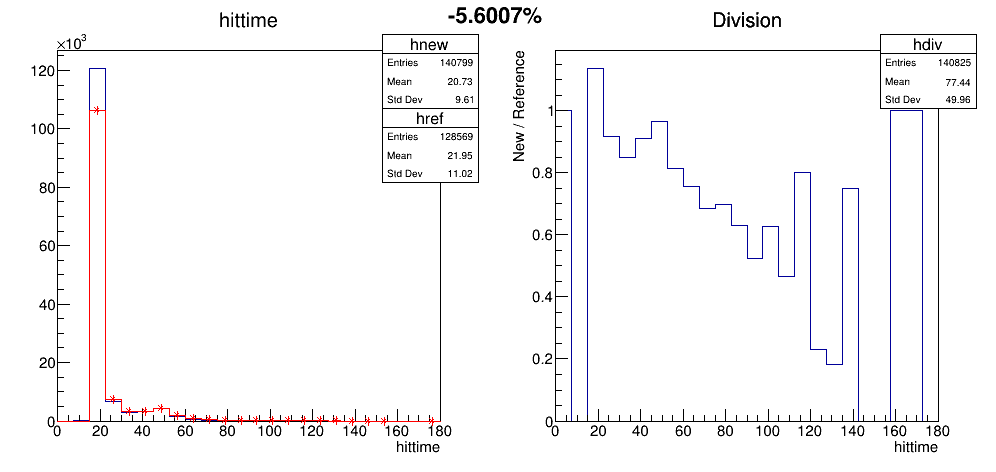 -5.6007%
hittime
×10³
hnew
Entries 140799
Mean 20.73
Std Dev 9.61
href
Entries 128569
Mean 21.95
Std Dev 11.02
120
100
80
60
40
20
0
0 20 40 60 80 100 120 140 160 180
hittime
Division
hdiv
Entries 140825
Mean 77.44
Std Dev 49.96
New / Reference
1
0.8
0.6
0.4
0.2
0
0 20 40 60 80 100 120 140 160 180
hittime